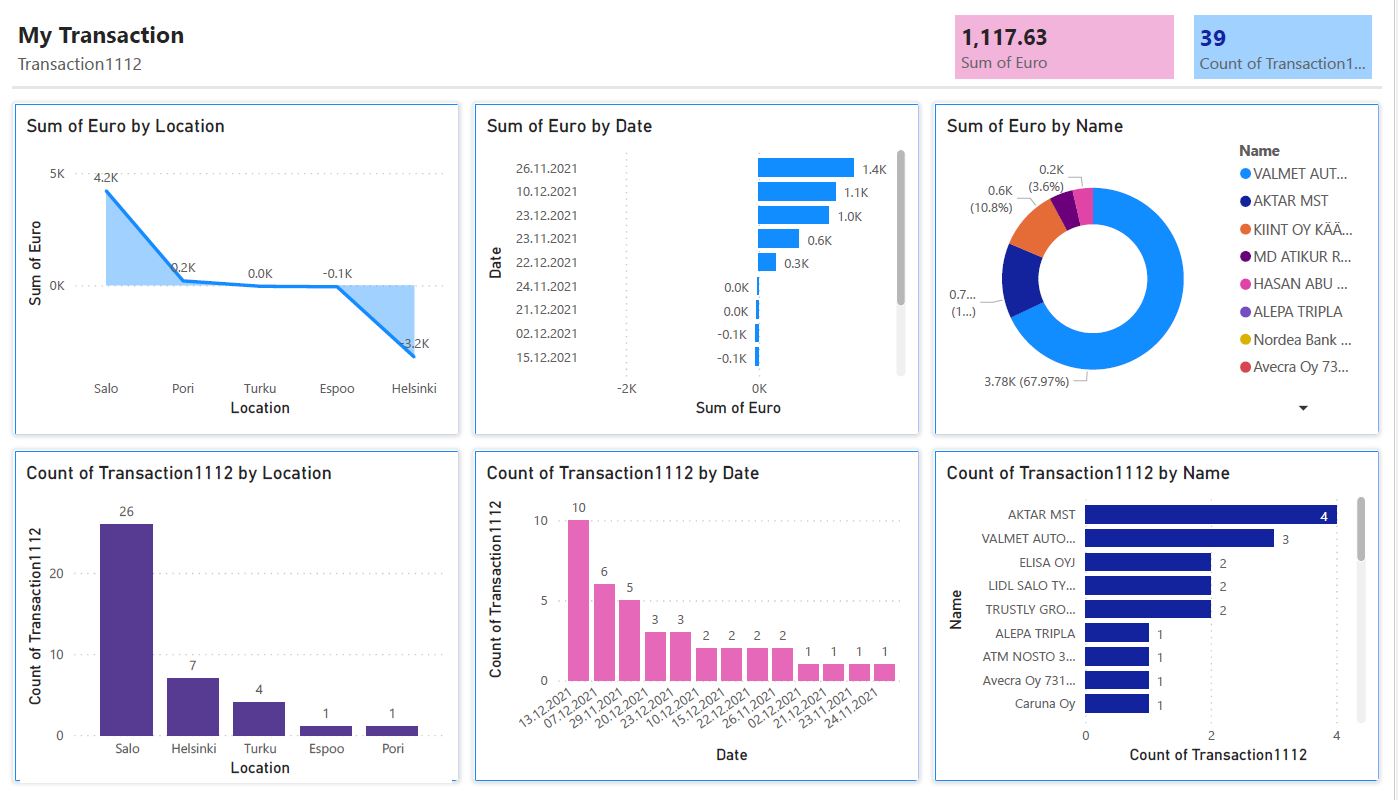 My Transaction
Transaction1112
1,117.63
Sum of Euro
39
Count of Transaction1...
Sum of Euro by Location
Sum of Euro
5K
0K
4.2K
0.2K
0.0K
-0.1K
-3.2K
Salo
Pori
Turku
Espoo
Helsinki
Location
Sum of Euro by Date
Date
26.11.2021
1.4K
10.12.2021
1.1K
23.12.2021
1.0K
23.11.2021
0.6K
22.12.2021
0.3K
24.11.2021
0.0K
21.12.2021
0.0K
02.12.2021
-0.1K
15.12.2021
-0.1K
-2K
0K
Sum of Euro
Sum of Euro by Name
0.2K
(3.6%)
0.6K
(10.8%)
0.7...
(1...)
3.78K (67.97%)
Name
VALMET AUT...
AKTAR MST
KIINT OY KÄÄ...
MD ATIKUR R...
HASAN ABU ...
ALEPA TRIPLA
Nordea Bank ...
Avecra Oy 73...
Count of Transaction1112 by Location
Count of Transaction1112
20
10
0
26
7
4
1
1
Salo
Helsinki
Turku
Espoo
Pori
Location
Count of Transaction1112 by Date
Count of Transaction1112
10
5
0
10
6
5
3
3
2
2
2
2
1
1
1
1
13.12.2021
07.12.2021
29.11.2021
20.12.2021
23.12.2021
10.12.2021
15.12.2021
22.12.2021
26.11.2021
02.12.2021
21.12.2021
23.11.2021
24.11.2021
Date
Count of Transaction1112 by Name
Name
AKTAR MST
4
VALMET AUTO...
3
ELISA OYJ
2
LIDL SALO TY...
2
TRUSTLY GRO...
2
ALEPA TRIPLA
1
ATM NOSTO 3...
1
Avecra Oy 731...
1
Caruna Oy
1
0
2
4
Count of Transaction1112